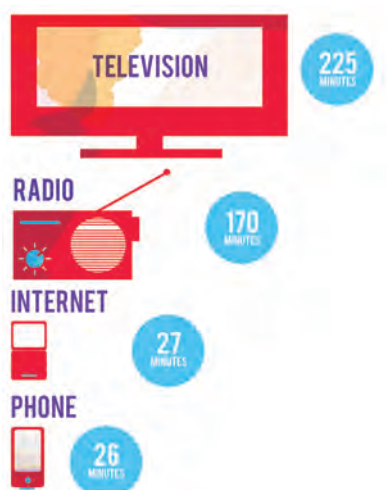 TELEVISION
225
MINUTES
RADIO
170
MINUTES
INTERNET
27
MINUTES
PHONE
26
MINUTES